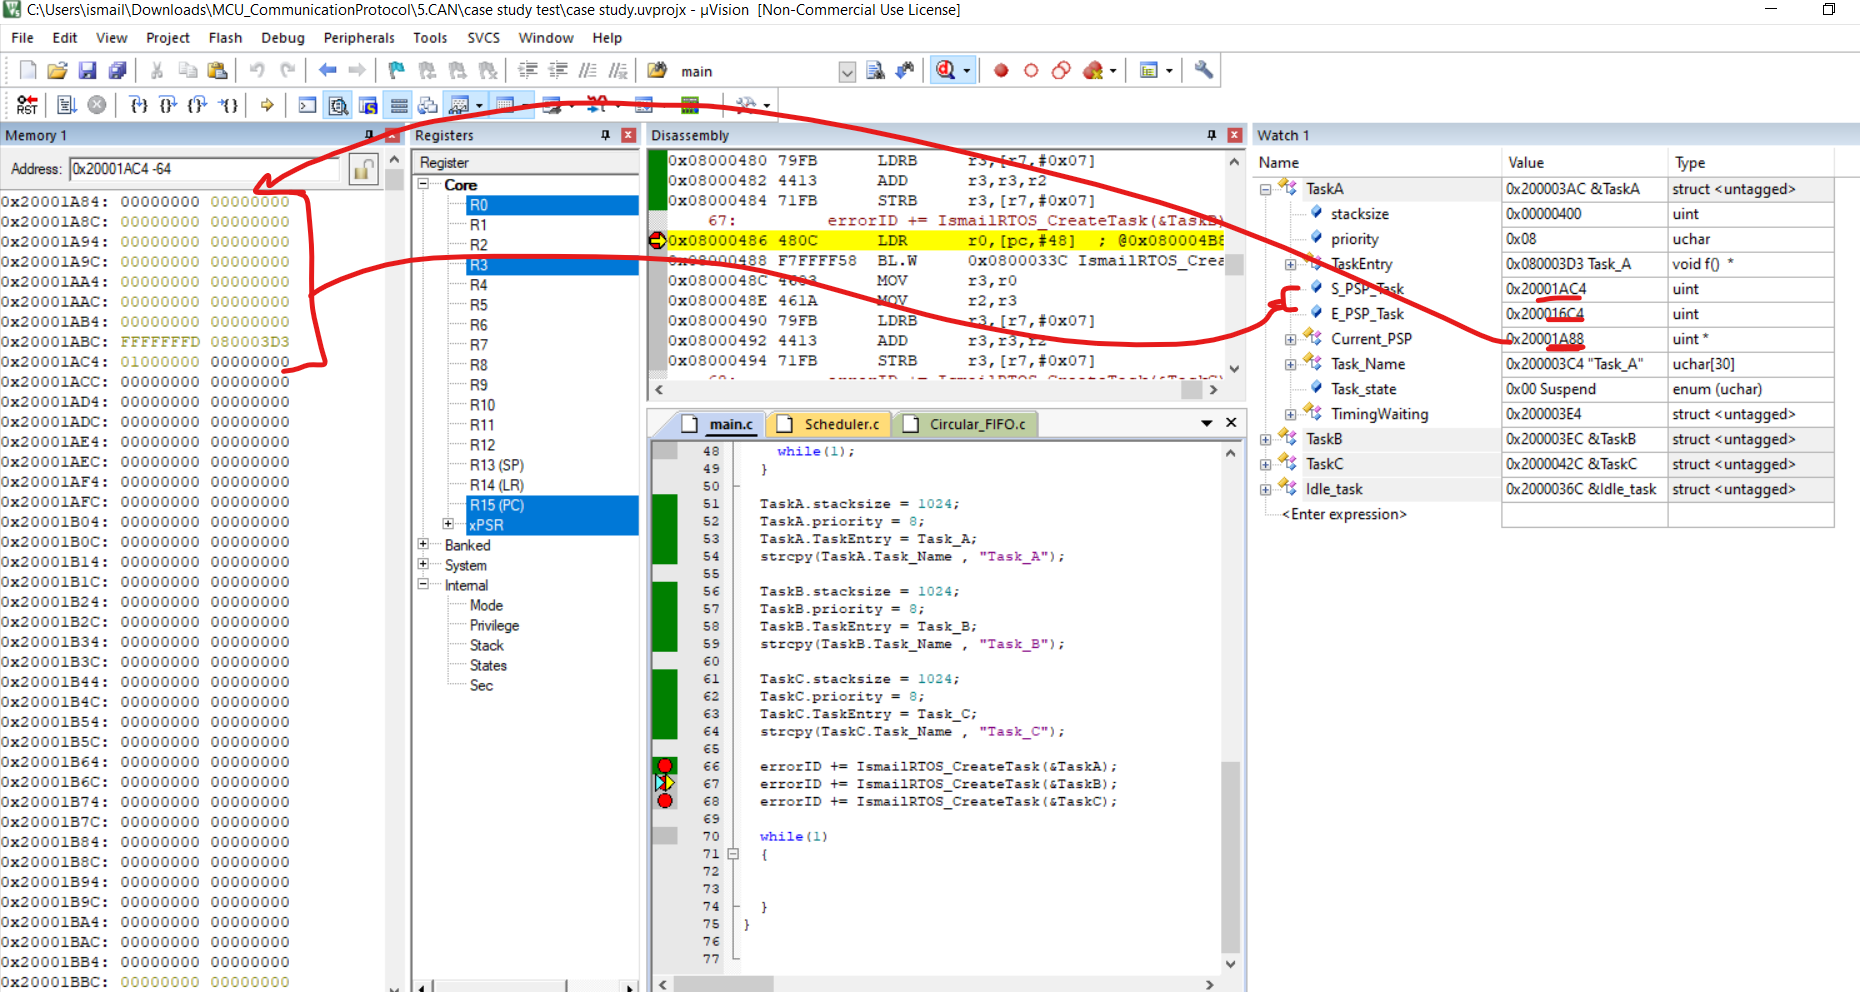 C:\Users\ismail\Downloads\MCU_CommunicationProtocol\5.CAN\case study test\case study.uvprojx - µVision  [Non-Commercial Use License]
File Edit View Project Flash Debug Peripherals Tools SVCS Window Help
main
RST
Memory 1
Address: 0x20001AC4 -64
0x20001A84: 00000000 00000000
0x20001A8C: 00000000 00000000
0x20001A94: 00000000 00000000
0x20001A9C: 00000000 00000000
0x20001AA4: 00000000 00000000
0x20001AAC: 00000000 00000000
0x20001AB4: 00000000 00000000
0x20001ABC: FFFFFFFD 080003D3
0x20001AC4: 01000000 00000000
0x20001ACC: 00000000 00000000
0x20001AD4: 00000000 00000000
0x20001ADC: 00000000 00000000
0x20001AE4: 00000000 00000000
0x20001AEC: 00000000 00000000
0x20001AF4: 00000000 00000000
0x20001AFC: 00000000 00000000
0x20001B04: 00000000 00000000
0x20001B0C: 00000000 00000000
0x20001B14: 00000000 00000000
0x20001B1C: 00000000 00000000
0x20001B24: 00000000 00000000
0x20001B2C: 00000000 00000000
0x20001B34: 00000000 00000000
0x20001B3C: 00000000 00000000
0x20001B44: 00000000 00000000
0x20001B4C: 00000000 00000000
0x20001B54: 00000000 00000000
0x20001B5C: 00000000 00000000
0x20001B64: 00000000 00000000
0x20001B6C: 00000000 00000000
0x20001B74: 00000000 00000000
0x20001B7C: 00000000 00000000
0x20001B84: 00000000 00000000
0x20001B8C: 00000000 00000000
0x20001B94: 00000000 00000000
0x20001B9C: 00000000 00000000
0x20001BA4: 00000000 00000000
0x20001BAC: 00000000 00000000
0x20001BB4: 00000000 00000000
0x20001BBC: 00000000 00000000
Registers
Register
Core
R0
R1
R2
R3
R4
R5
R6
R7
R8
R9
R10
R11
R12
R13 (SP)
R14 (LR)
R15 (PC)
xPSR
Banked
System
Internal
Mode
Privilege
Stack
States
Sec
Disassembly
0x08000480 79FB LDRB r3,[r7,#0x07]
0x08000482 4413 ADD r3,r3,r2
0x08000484 71FB STRB r3,[r7,#0x07]
67: errorID += IsmailRTOS_CreateTask(&TaskB)
0x08000486 480C LDR r0,[pc,#48] ; @0x080004B8
0x08000488 F7FFFF58 BL.W 0x0800033C IsmailRTOS_Crea
0x0800048C 4603 MOV r3,r0
0x0800048E 461A MOV r2,r3
0x08000490 79FB LDRB r3,[r7,#0x07]
0x08000492 4413 ADD r3,r3,r2
0x08000494 71FB STRB r3,[r7,#0x07]
main.c Scheduler.c Circular_FIFO.c
48 while(1);
49 }
50
51 TaskA.stacksize = 1024;
52 TaskA.priority = 8;
53 TaskA.TaskEntry = Task_A;
54 strcpy(TaskA.Task_Name , "Task_A");
55
56 TaskB.stacksize = 1024;
57 TaskB.priority = 8;
58 TaskB.TaskEntry = Task_B;
59 strcpy(TaskB.Task_Name , "Task_B");
60
61 TaskC.stacksize = 1024;
62 TaskC.priority = 8;
63 TaskC.TaskEntry = Task_C;
64 strcpy(TaskC.Task_Name , "Task_C");
65
66 errorID += IsmailRTOS_CreateTask(&TaskA);
67 errorID += IsmailRTOS_CreateTask(&TaskB);
68 errorID += IsmailRTOS_CreateTask(&TaskC);
69
70 while(1)
71 {
72
73
74 }
75 }
76
77
Watch 1
Name Value Type
TaskA 0x200003AC &TaskA struct <untagged>
stacksize 0x00000400 uint
priority 0x08 uchar
TaskEntry 0x080003D3 Task_A void f() *
S_PSP_Task 0x20001AC4 uint
E_PSP_Task 0x200016C4 uint
Current_PSP 0x20001A88 uint *
Task_Name 0x200003C4 "Task_A" uchar[30]
Task_state 0x00 Suspend enum (uchar)
TimingWaiting 0x200003E4 struct <untagged>
TaskB 0x200003EC &TaskB struct <untagged>
TaskC 0x2000042C &TaskC struct <untagged>
Idle_task 0x2000036C &Idle_task struct <untagged>
<Enter expression>